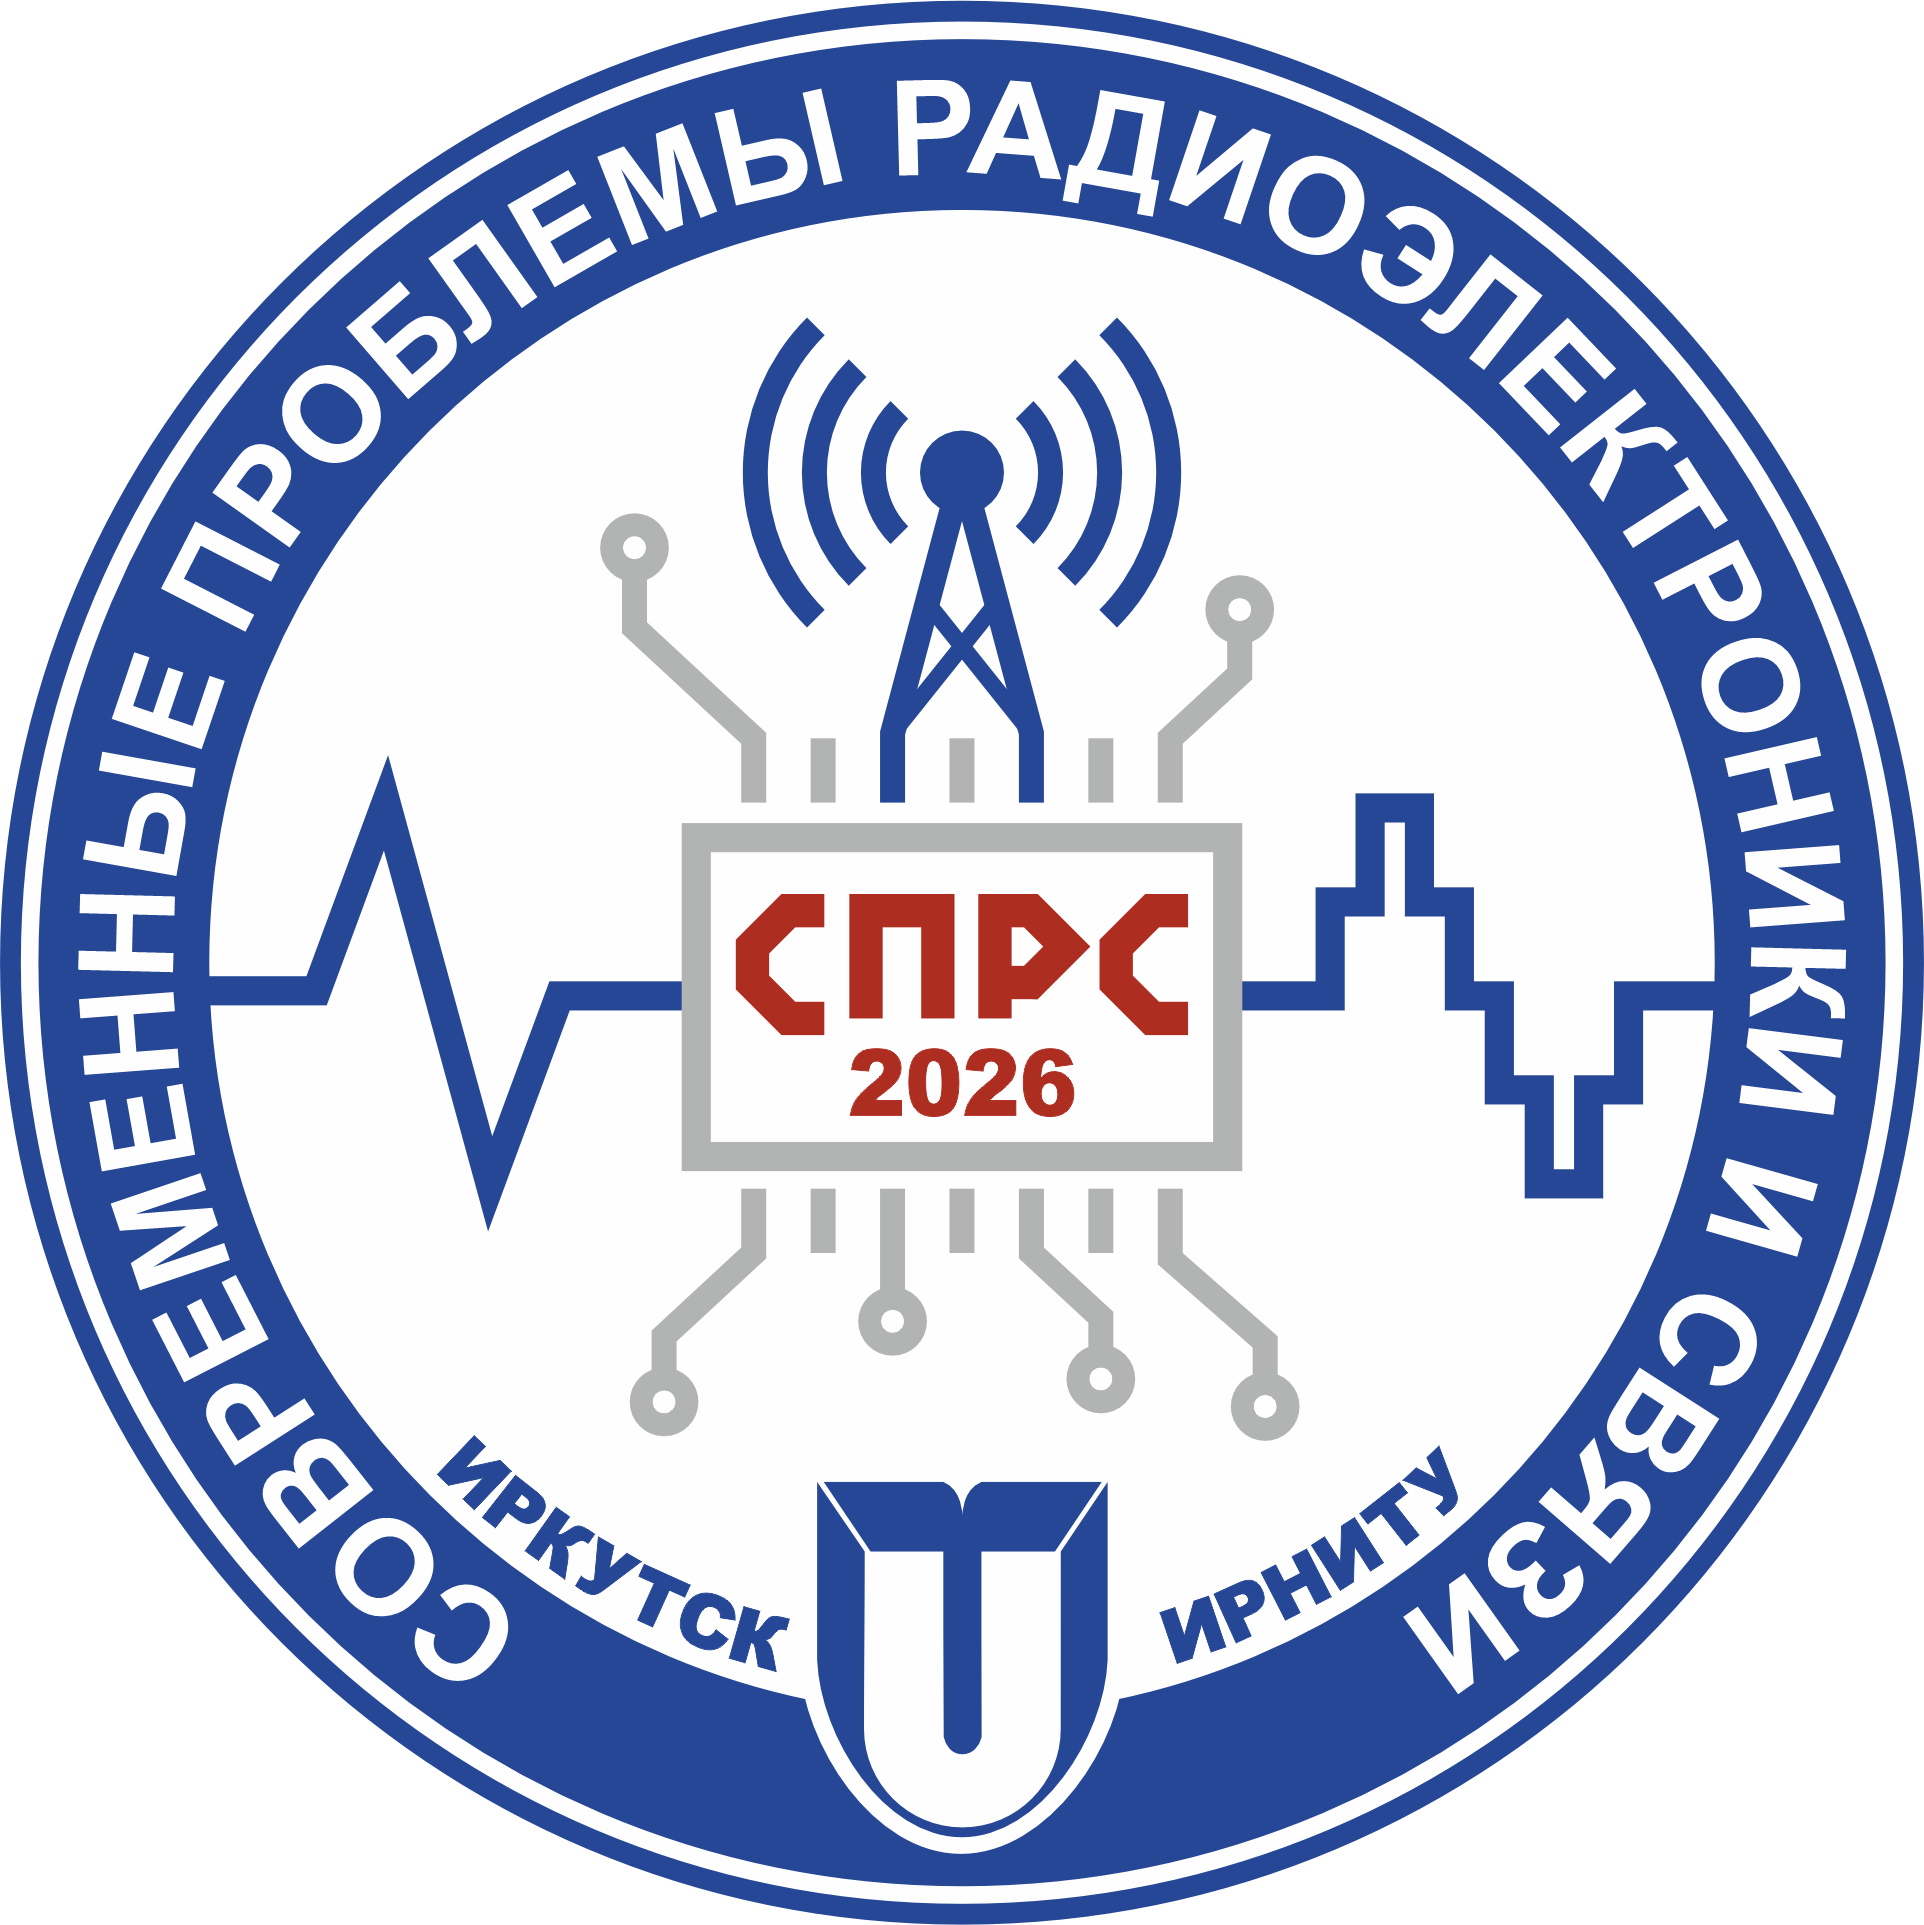 СОВРЕМЕННЫЕ ПРОБЛЕМЫ РАДИОЭЛЕКТРОНИКИ И СВЯЗИ
СПРС
2026
ИРКУТСК
ИРНИТУ